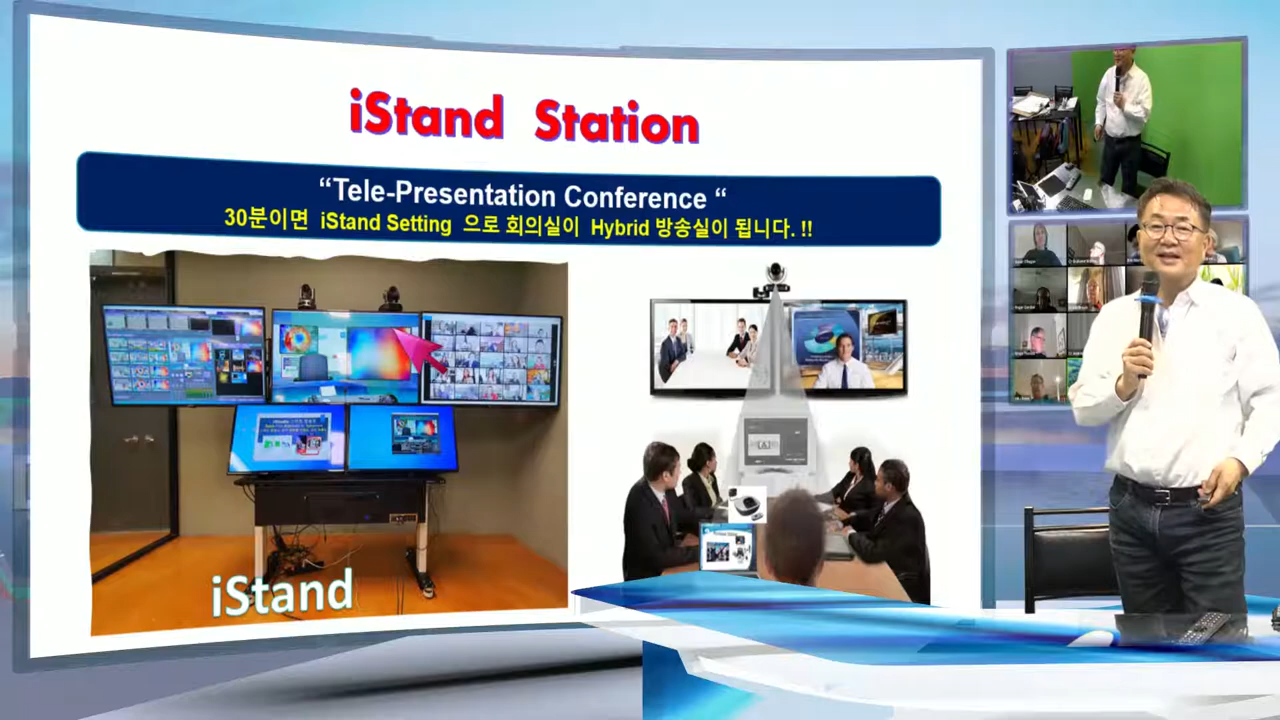 iStand Station
“Tele-Presentation Conference “
30분이면 iStand Setting 으로 회의실이 Hybrid 방송실이 됩니다. !!
iStand